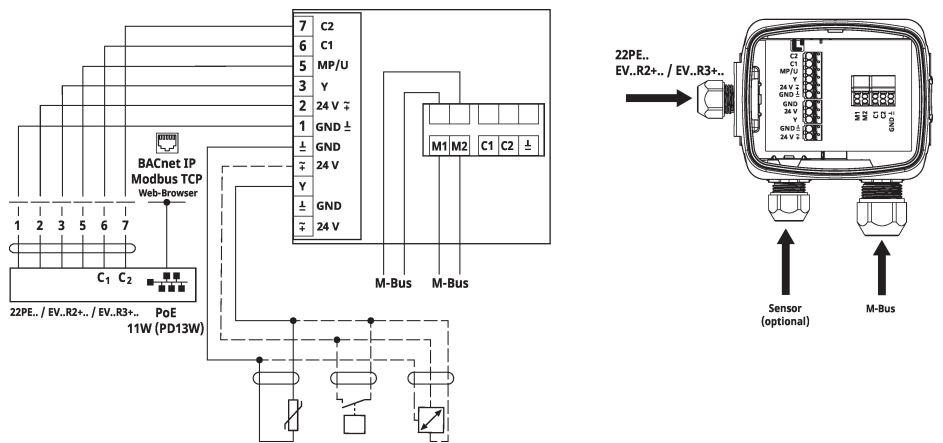 7 C2
6 C1
5 MP/U
3 Y
2 24 V
1 GND
GND
24 V
Y
GND
24 V
M1 M2 C1 C2
BACnet IP
Modbus TCP
Web-Browser
1 2 3 5 6 7
C1 C2
22PE.. / EV..R2+.. / EV..R3+..
PoE
11W (PD13W)
M-Bus M-Bus
22PE..
EV..R2+.. / EV..R3+..
C2
C1
MP/U
Y
24 V
GND
GND
24 V
Y
GND
24 V
M1
M2
C1
C2
GND
Sensor
(optional)
M-Bus